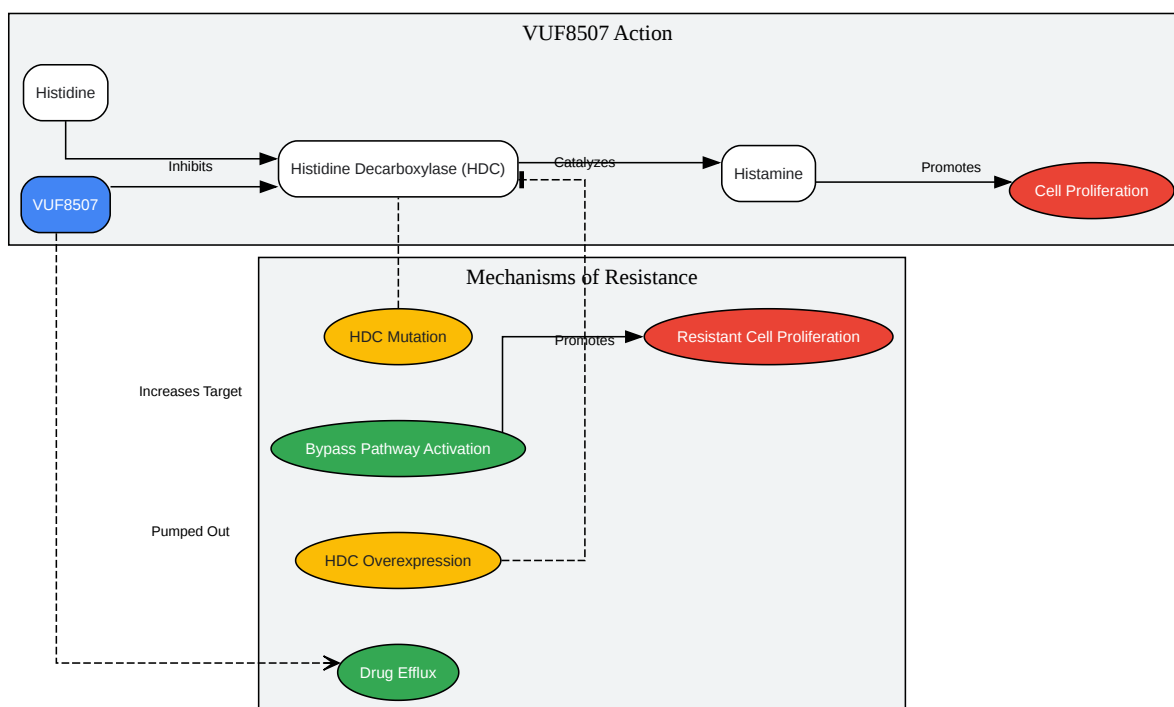 VUF8507 Action
Histidine
Inhibits
Histidine Decarboxylase (HDC)
Catalyzes
Histamine
Promotes
Cell Proliferation
VUF8507
Mechanisms of Resistance
HDC Mutation
Promotes
Resistant Cell Proliferation
Increases Target
Bypass Pathway Activation
Pumped Out
HDC Overexpression
Drug Efflux